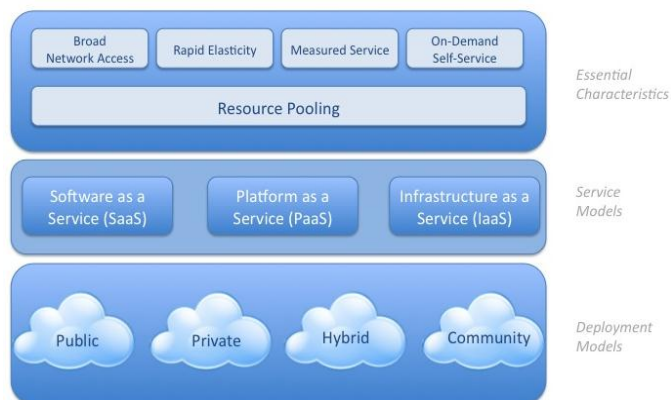 Broad
Network Access
Rapid Elasticity
Measured Service
On-Demand
Self-Service
Resource Pooling
Essential
Characteristics
Software as a
Service (SaaS)
Platform as a
Service (PaaS)
Infrastructure as a
Service (IaaS)
Service
Models
Public
Private
Hybrid
Community
Deployment
Models